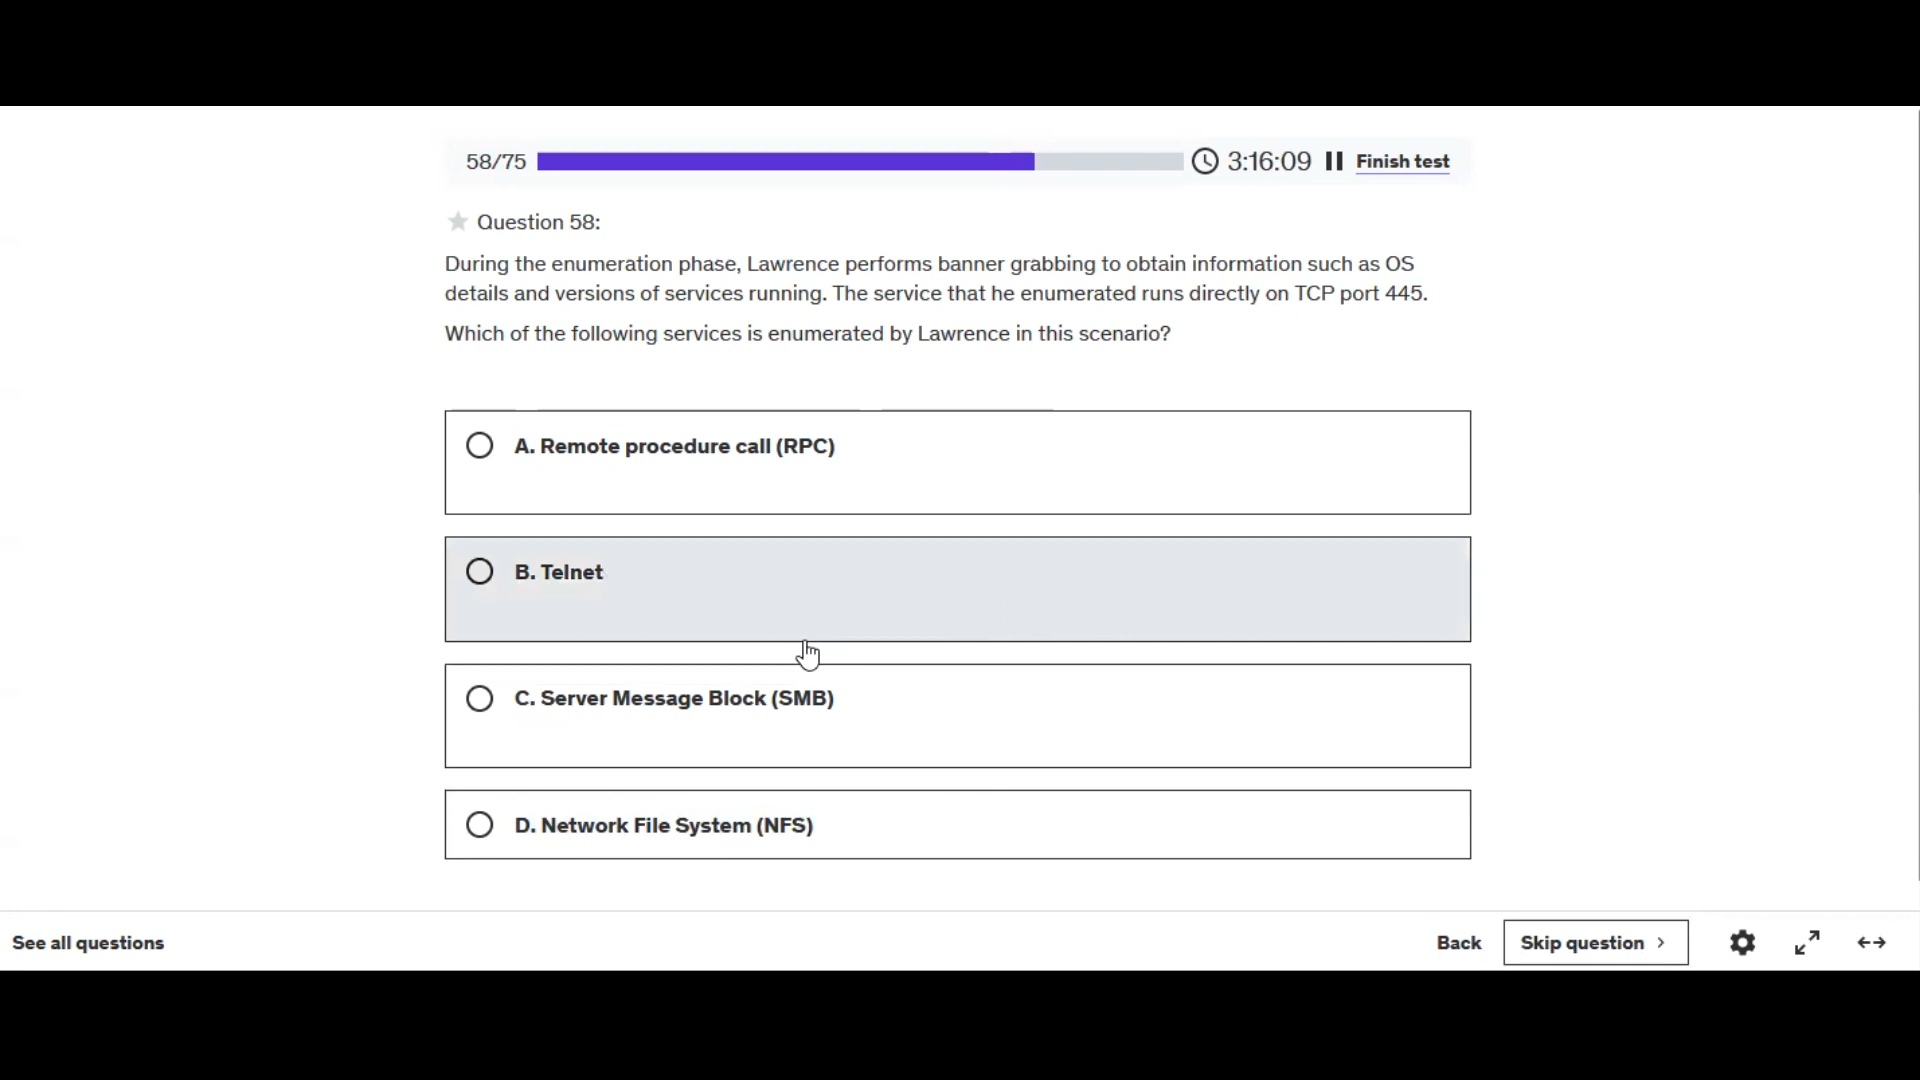 58/75
3:16:09
Finish test
Question 58:
During the enumeration phase, Lawrence performs banner grabbing to obtain information such as OS
details and versions of services running. The service that he enumerated runs directly on TCP port 445.
Which of the following services is enumerated by Lawrence in this scenario?
A. Remote procedure call (RPC)
B. Telnet
C. Server Message Block (SMB)
D. Network File System (NFS)
See all questions
Back
Skip question